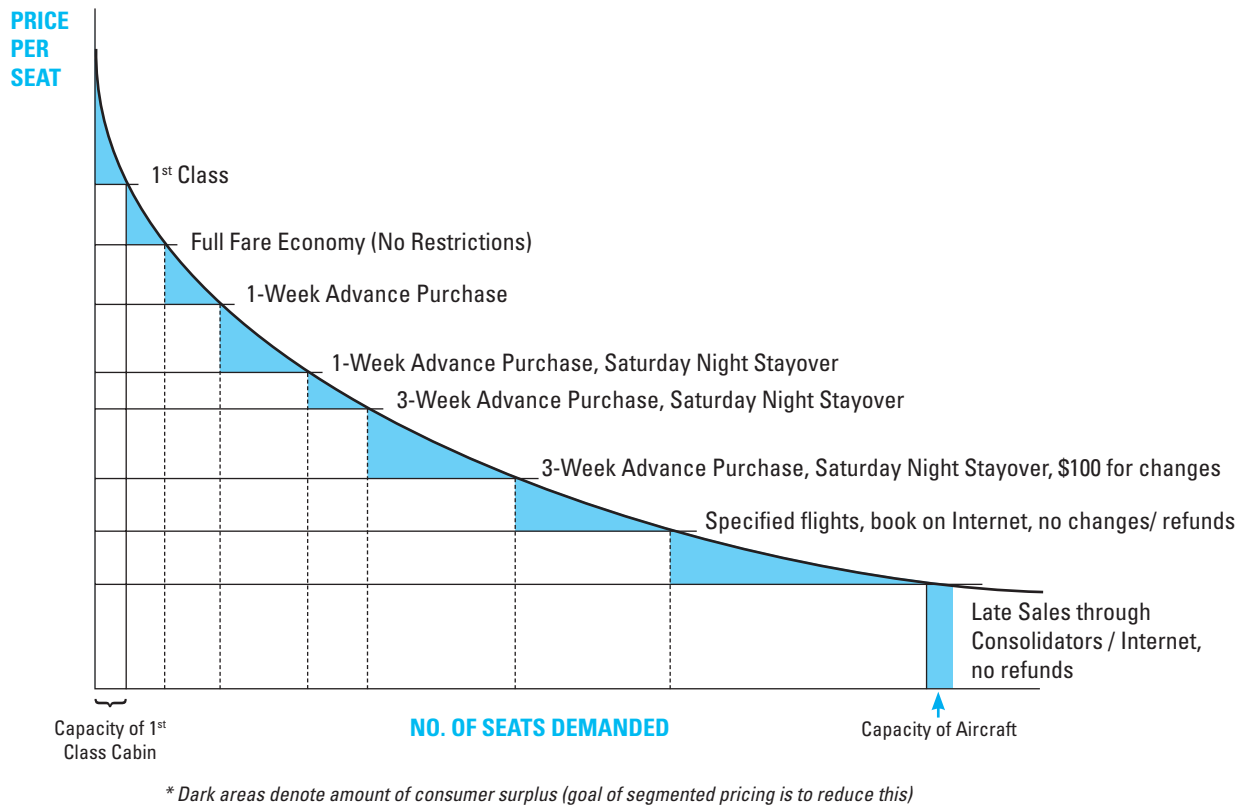 PRICE
PER
SEAT
1st Class
Full Fare Economy (No Restrictions)
1-Week Advance Purchase
1-Week Advance Purchase, Saturday Night Stayover
3-Week Advance Purchase, Saturday Night Stayover
3-Week Advance Purchase, Saturday Night Stayover, $100 for changes
Specified flights, book on Internet, no changes/ refunds
Late Sales through
Consolidators / Internet,
no refunds
Capacity of 1st
Class Cabin
NO. OF SEATS DEMANDED
Capacity of Aircraft
* Dark areas denote amount of consumer surplus (goal of segmented pricing is to reduce this)